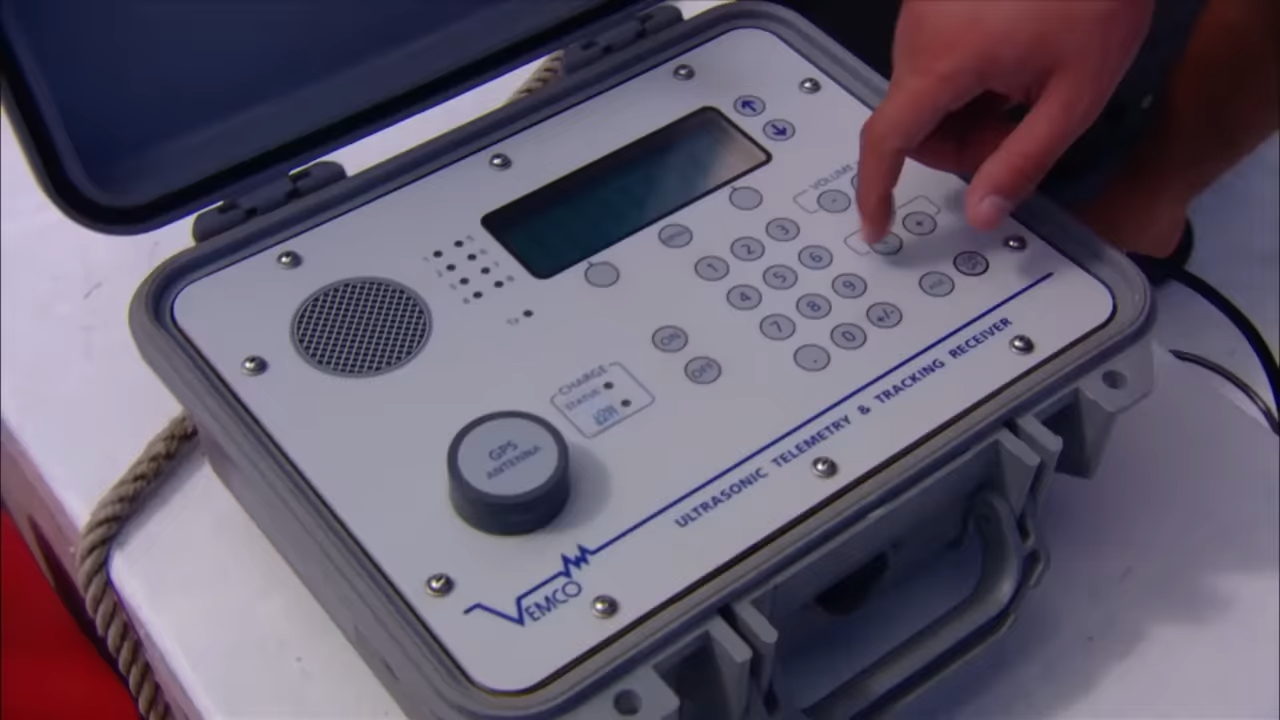 VOLUME
-
+
-
1
2
3
4
5
6
7
8
9
.
0
+/-
ON
OFF
CHARGE
Status
GPS
ANTENNA
ULTRASONIC TELEMETRY & TRACKING RECEIVER
VEMCO